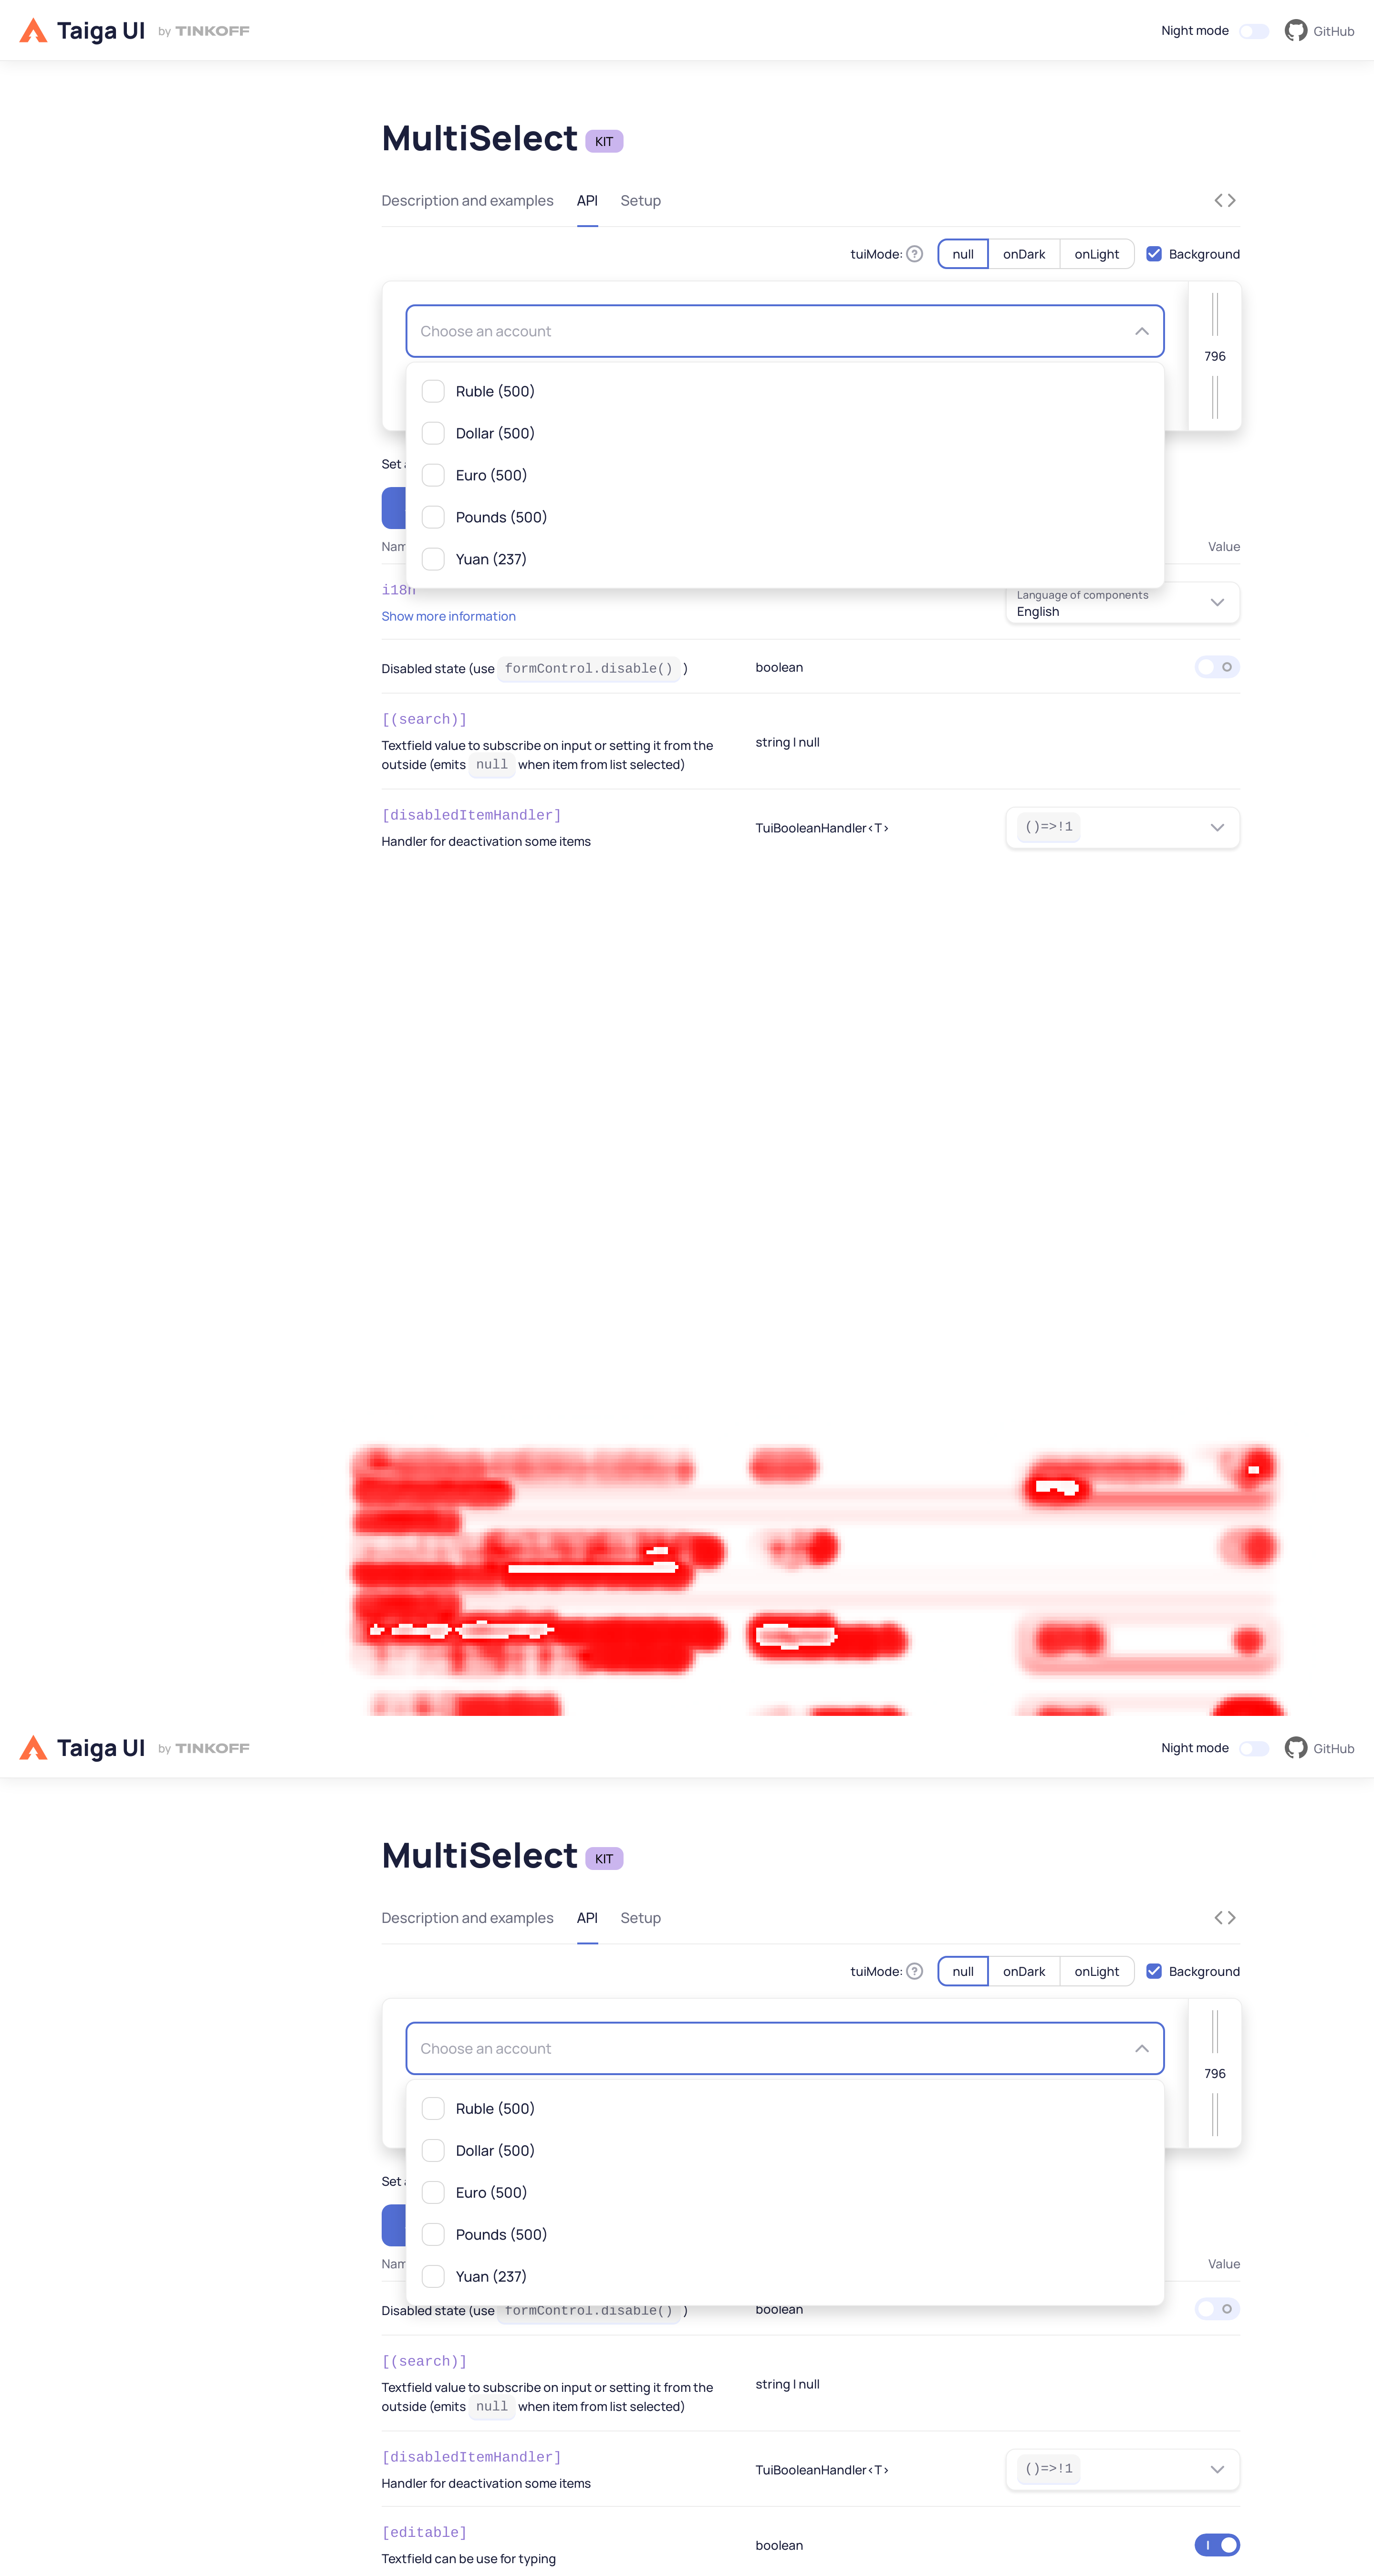 Taiga UI by TINKOFF Night mode GitHub
MultiSelect KIT
Description and examples API Setup
tuiMode: ? null onDark onLight Background
Choose an account
796
Ruble (500)
Dollar (500)
Euro (500)
Pounds (500)
Yuan (237)
Set
Value
i18n
Show more information
Language of components
English
Disabled state (use formControl.disable() ) boolean
[(search)]
Textfield value to subscribe on input or setting it from the
outside (emits null when item from list selected)
string | null
[disabledItemHandler]
Handler for deactivation some items
TuiBooleanHandler<T>
()=>!1
Taiga UI by TINKOFF Night mode GitHub
MultiSelect KIT
Description and examples API Setup
tuiMode: ? null onDark onLight Background
Choose an account
796
Ruble (500)
Dollar (500)
Euro (500)
Pounds (500)
Yuan (237)
Set
Value
Disabled state (use formControl.disable() ) boolean
[(search)]
Textfield value to subscribe on input or setting it from the
outside (emits null when item from list selected)
string | null
[disabledItemHandler]
Handler for deactivation some items
TuiBooleanHandler<T>
()=>!1
[editable]
Textfield can be use for typing
boolean